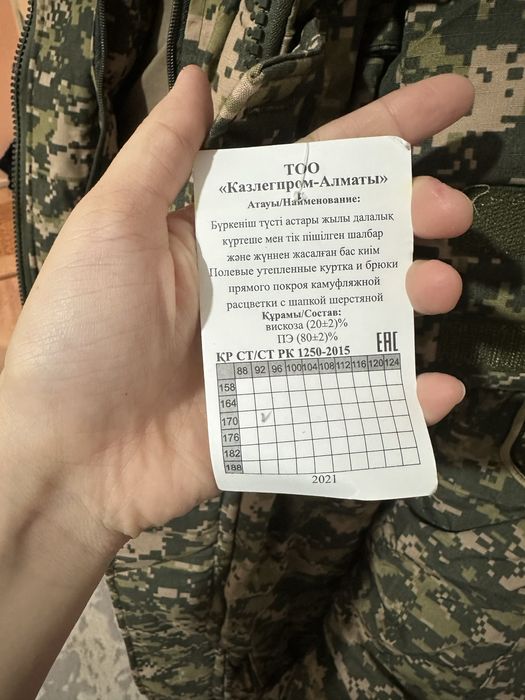 ТОО
«Казлегпром-Алматы»
Атауы/Наименование:
Бүркеніш түсті астары жылы далалық
күртеше мен тік пішілген шалбар
және жүннен жасалған бас киім
Полевые утепленные куртка и брюки
прямого покроя камуфляжной
расцветки с шапкой шерстяной
Құрамы/Состав:
вискоза (20±2)%
ПЭ (80±2)%
ҚР СТ/СТ РК 1250-2015 EAC
88 92 96 100 104 108 112 116 120 124
158
164
170
176
182
188
2021